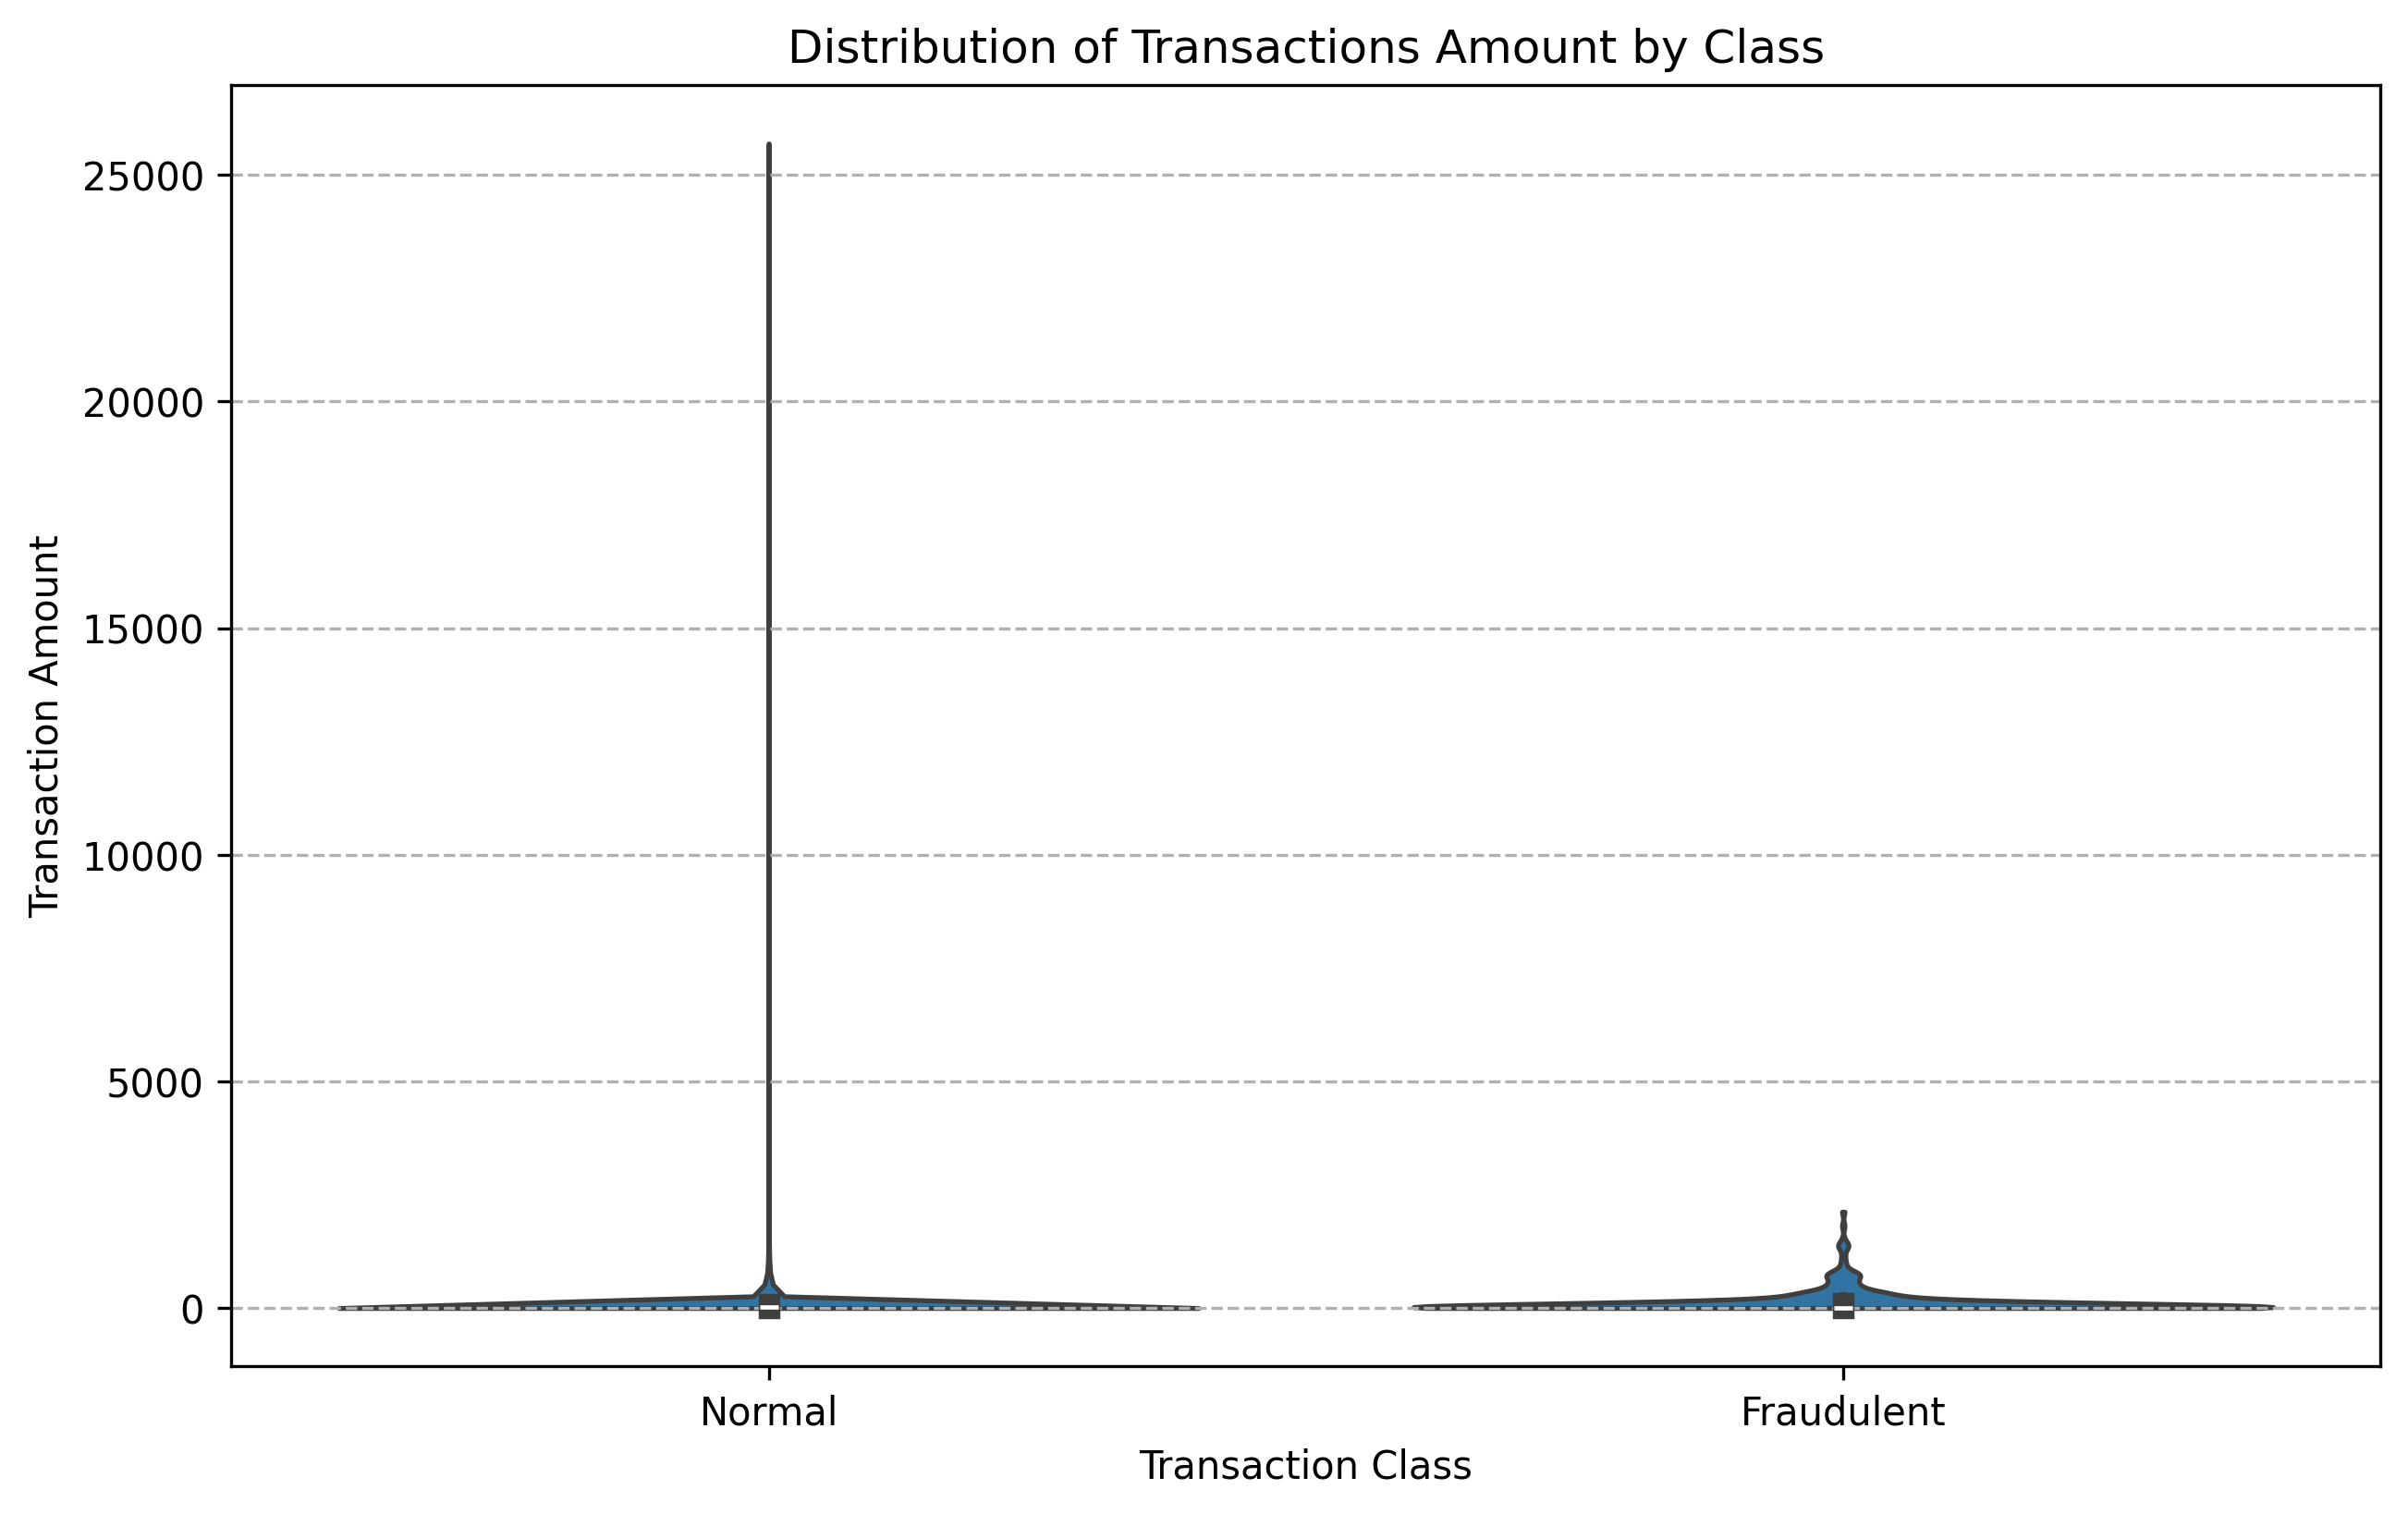 Distribution of Transactions Amount by Class
Transaction Amount
25000
20000
15000
10000
5000
0
Normal
Fraudulent
Transaction Class